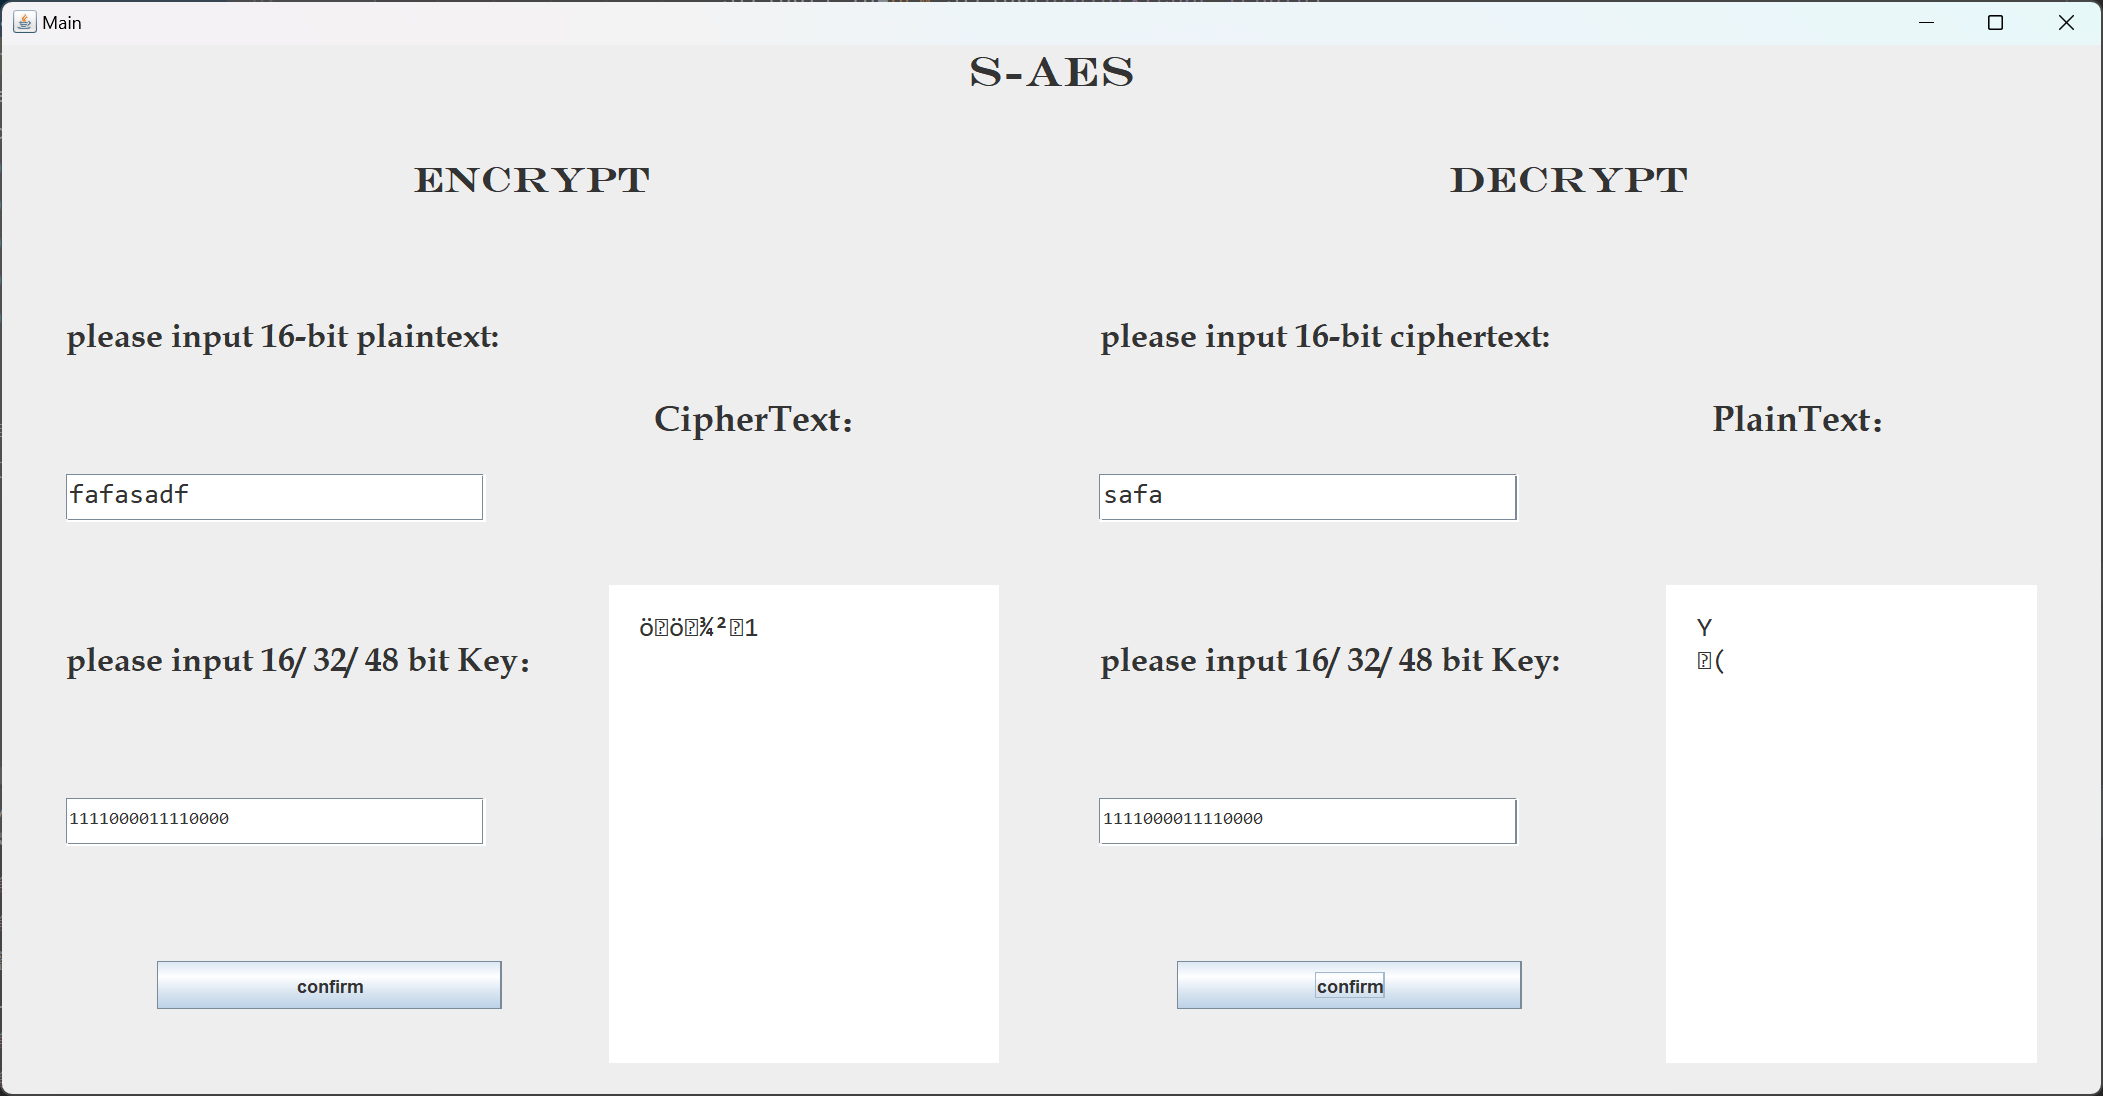 Main
S-AES
ENCRYPT
DECRYPT
please input 16-bit plaintext:
please input 16-bit ciphertext:
CipherText：
PlainText：
fafasadf
safa
ö⍰ö⍰¾²⍰1
Y
⍰(
please input 16/ 32/ 48 bit Key：
please input 16/ 32/ 48 bit Key:
1111000011110000
1111000011110000
confirm
confirm